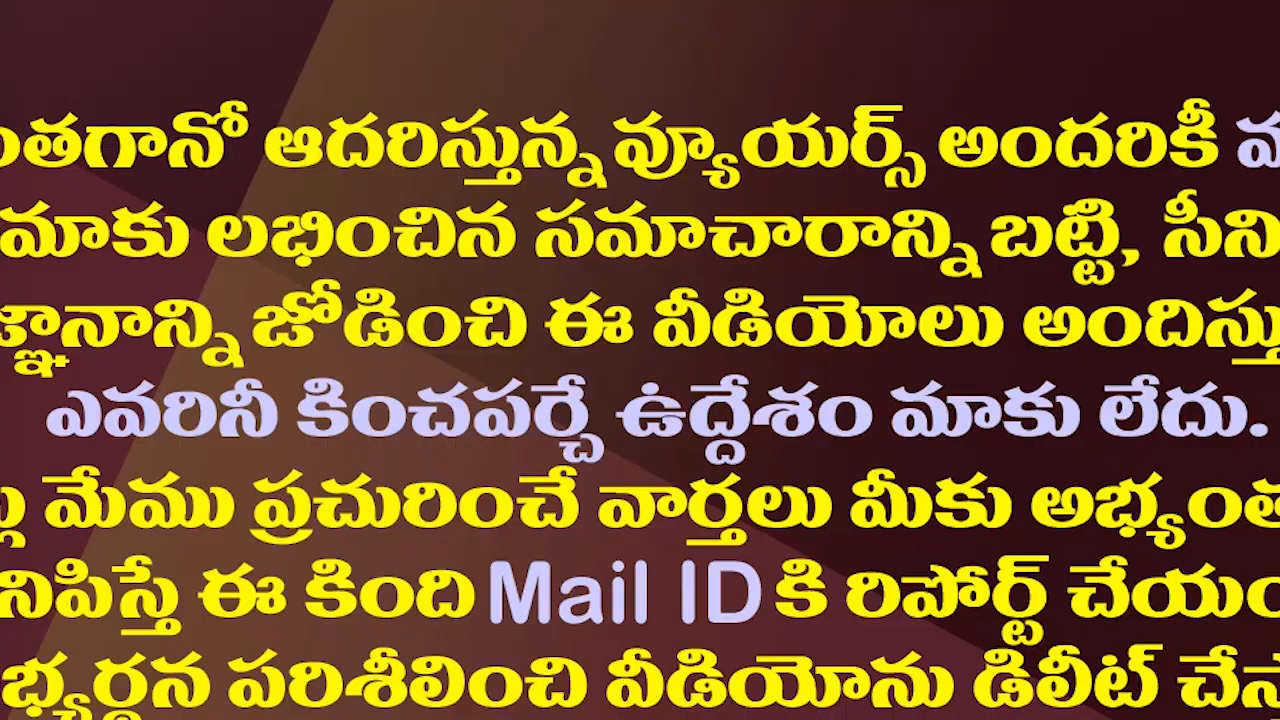 ఆదరిస్తున్న వ్యూయర్స్ అందరికీ
మాకు లభించిన సమాచారాన్ని బట్టి,
జోడించి ఈ వీడియోలు
ఎవరినీ కించపర్చే ఉద్దేశం మాకు లేదు.
మేము ప్రచురించే వార్తలు మీకు
ఈ కింది Mail ID కి రిపోర్ట్
పరిశీలించి వీడియోను డిలీట్